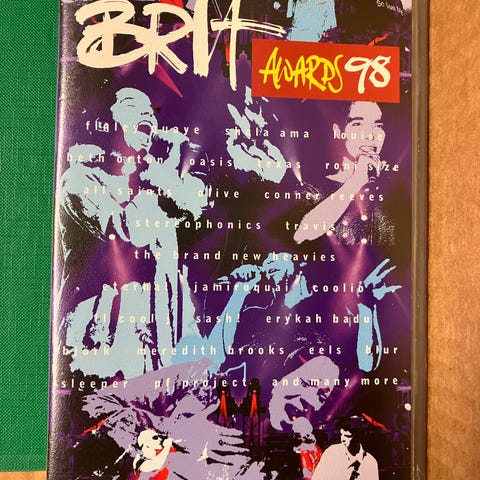 BRIT
AWARDS 98
finley quaye shola ama louise
beth orton oasis texas roni size
all saints olive conner reeves
stereophonics travis
the brand new heavies
eternal jamiroquai coolio
ll cool j sash! erykah badu
björk meredith brooks eels blur
sleeper pf project and many more